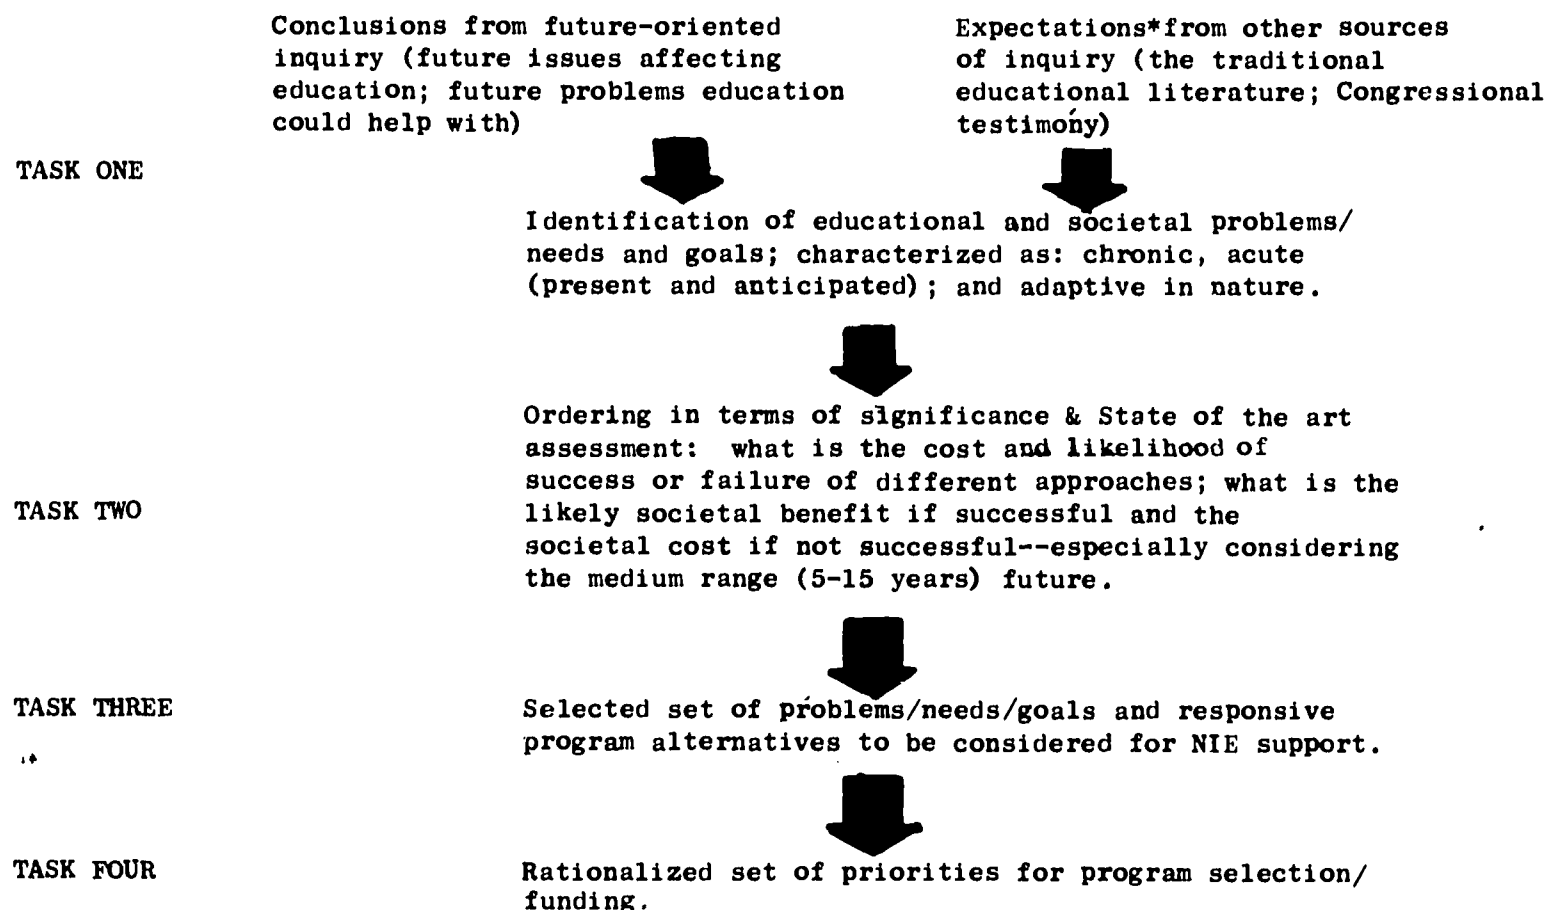 Conclusions from future-oriented
inquiry (future issues affecting
education; future problems education
could help with)
Expectations*from other sources
of inquiry (the traditional
educational literature; Congressional
testimony)
TASK ONE
Identification of educational and societal problems/
needs and goals; characterized as: chronic, acute
(present and anticipated); and adaptive in nature.
Ordering in terms of significance & State of the art
assessment: what is the cost and likelihood of
success or failure of different approaches; what is the
TASK TWO
likely societal benefit if successful and the
societal cost if not successful--especially considering
the medium range (5-15 years) future.
TASK THREE
Selected set of problems/needs/goals and responsive
program alternatives to be considered for NIE support.
TASK FOUR
Rationalized set of priorities for program selection/
funding.